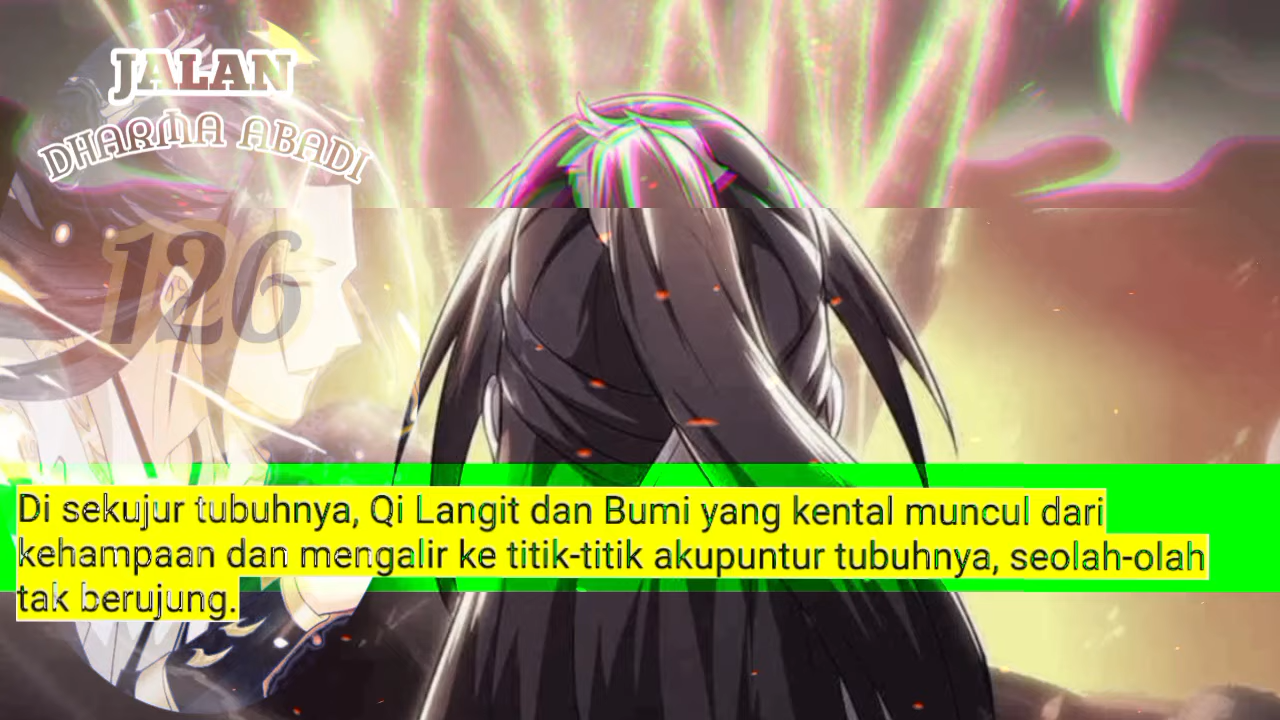 JALAN
DHARMA ABADI
126
Di sekujur tubuhnya, Qi Langit dan Bumi yang kental muncul dari
kehampaan dan mengalir ke titik-titik akupuntur tubuhnya, seolah-olah
tak berujung.